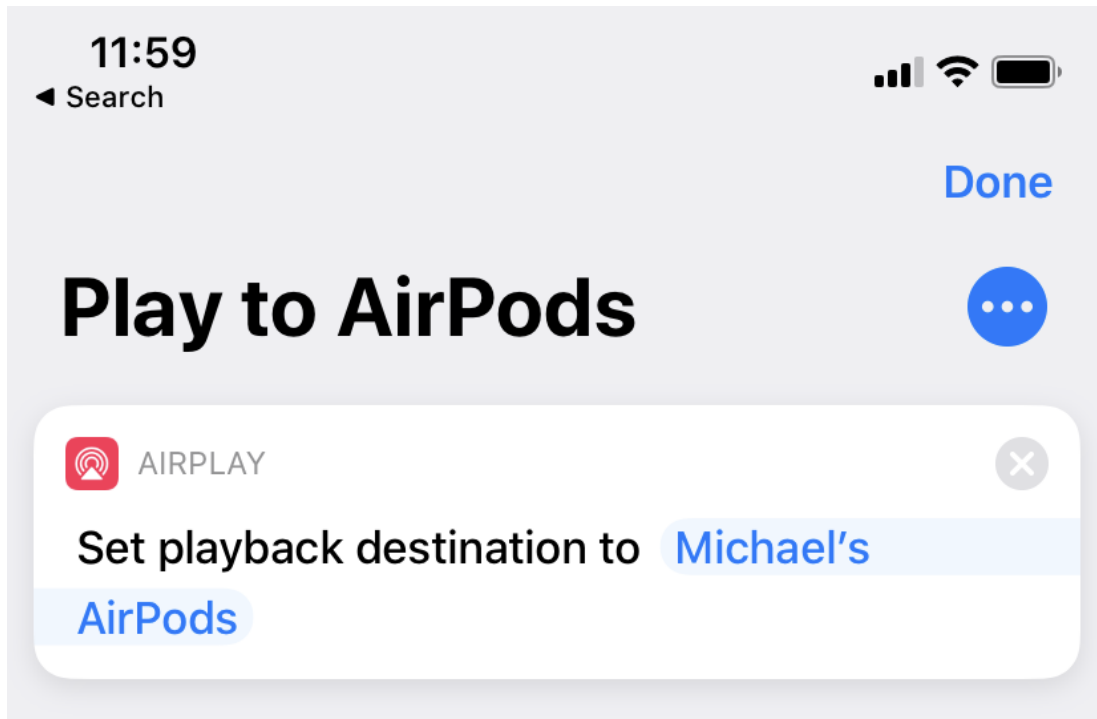 11:59
◀ Search
Done
Play to AirPods
AIRPLAY
Set playback destination to Michael’s
AirPods